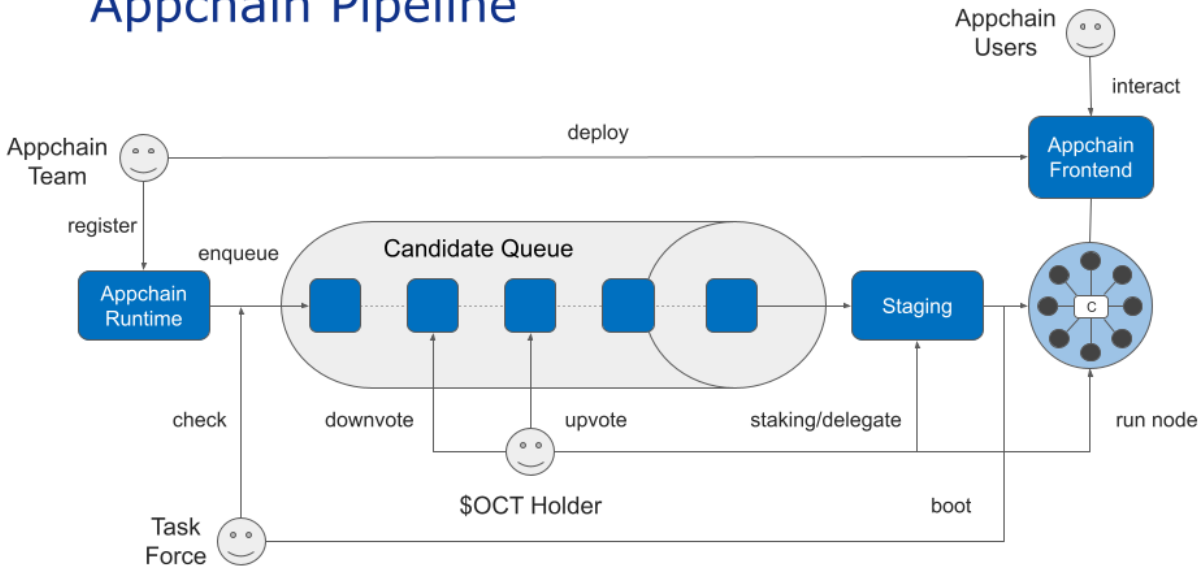 Appchain Pipeline
Appchain
Users
interact
deploy
Appchain
Team
Appchain
Frontend
register
enqueue
Candidate Queue
Appchain
Runtime
Staging
C
check
downvote
upvote
staking/delegate
run node
$OCT Holder
boot
Task
Force